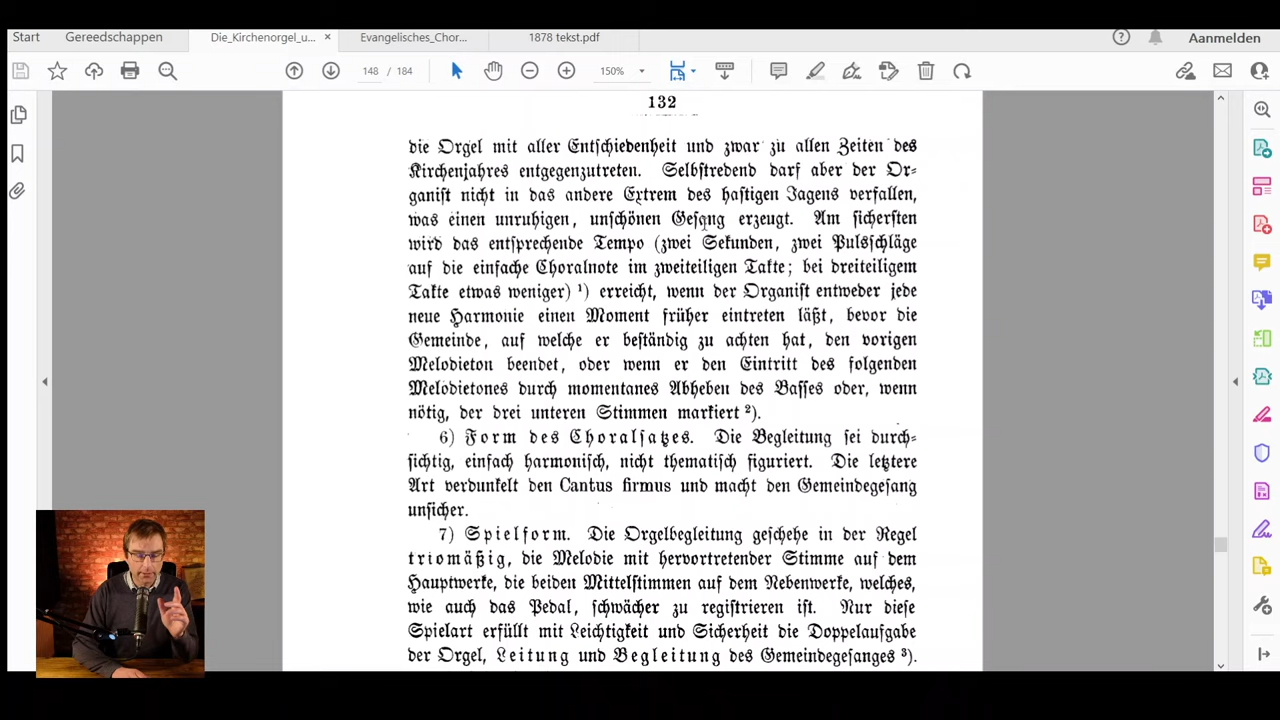 Start Gereedschappen Die_Kirchenorgel_u... × Evangelisches_Chor... 1878 tekst.pdf Aanmelden
148 / 184 150%
132
die Orgel mit aller Entſchiedenheit und zwar zu allen Zeiten des
Kirchenjahres entgegenzutreten. Selbſtredend darf aber der Or=
ganiſt nicht in das andere Extrem des haſtigen Jagens verfallen,
was einen unruhigen, unſchönen Geſang erzeugt. Am ſicherſten
wird das entſprechende Tempo (zwei Sekunden, zwei Pulsſchläge
auf die einfache Choralnote im zweiteiligen Takte; bei dreiteiligem
Takte etwas weniger) ¹) erreicht, wenn der Organiſt entweder jede
neue Harmonie einen Moment früher eintreten läßt, bevor die
Gemeinde, auf welche er beſtändig zu achten hat, den vorigen
Melodieton beendet, oder wenn er den Eintritt des folgenden
Melodietones durch momentanes Abheben des Baſſes oder, wenn
nötig, der drei unteren Stimmen markiert ²).
6) Form des Choralſatzes. Die Begleitung ſei durch=
ſichtig, einfach harmoniſch, nicht thematiſch figuriert. Die letztere
Art verdunkelt den Cantus firmus und macht den Gemeindegeſang
unſicher.
7) Spielform. Die Orgelbegleitung geſchehe in der Regel
triomäßig, die Melodie mit hervortretender Stimme auf dem
Hauptwerke, die beiden Mittelſtimmen auf dem Nebenwerke, welches,
wie auch das Pedal, ſchwächer zu regiſtrieren iſt. Nur dieſe
Spielart erfüllt mit Leichtigkeit und Sicherheit die Doppelaufgabe
der Orgel, Leitung und Begleitung des Gemeindegeſanges ³).